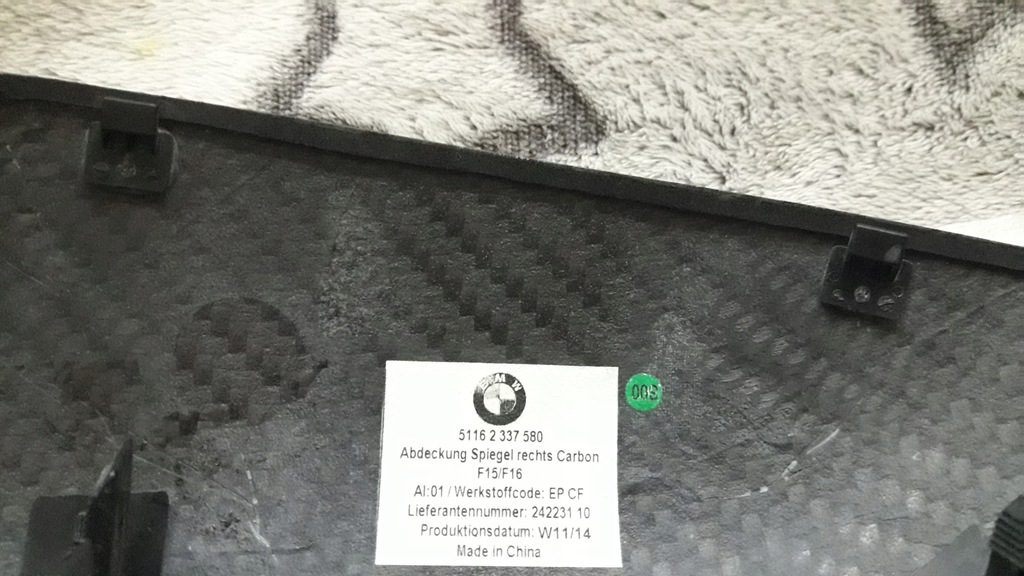 BMW
5116 2 337 580
Abdeckung Spiegel rechts Carbon
F15/F16
AI:01 / Werkstoffcode: EP CF
Lieferantennummer: 242231 10
Produktionsdatum: W11/14
Made in China